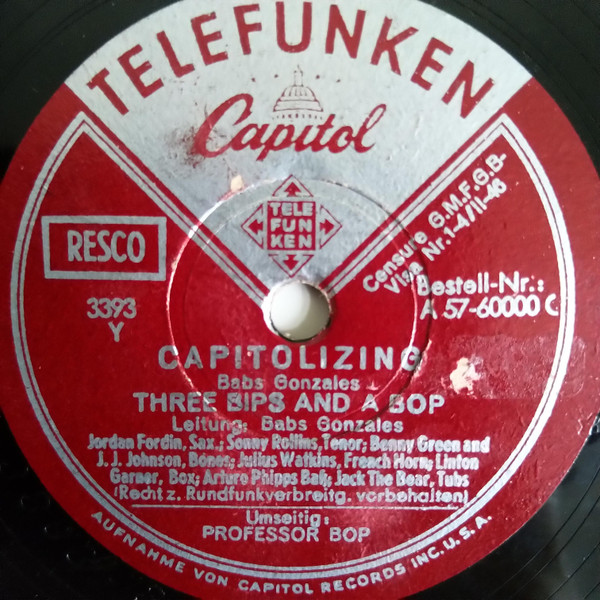 TELEFUNKEN
Capitol
TELE
FUN
KEN
RESCO
3393
Y
Censure G.M.F.G.B-
Visa Nr. 1-4/II-46
Bestell-Nr.:
A 57-60000 C
CAPITOLIZING
Babs Gonzales
THREE BIPS AND A BOP
Leitung: Babs Gonzales
Jordan Fordin, Sax.; Sonny Rollins, Tenor; Benny Green and
J. J. Johnson, Bones; Julius Watkins, French Horn; Linton
Garner, Box; Arturo Phipps Baß; Jack The Bear, Tubs
(Recht z. Rundfunkverbreitg. vorbehalten)
Umseitig:
PROFESSOR BOP
AUFNAHME VON CAPITOL RECORDS INC. U.S.A.